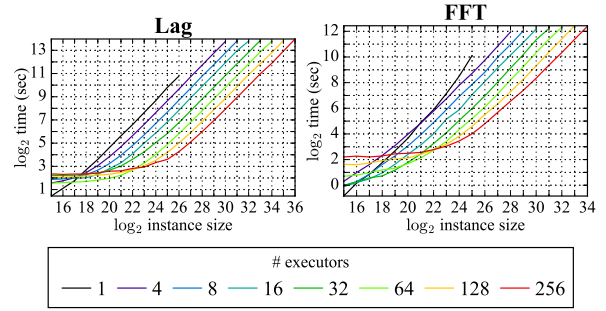 Lag
FFT
log2 time (sec)
13
11
9
7
5
3
1
16 18 20 22 24 26 28 30 32 34 36
log2 instance size
log2 time (sec)
12
10
8
6
4
2
0
16 18 20 22 24 26 28 30 32 34
log2 instance size
# executors
1 4 8 16 32 64 128 256